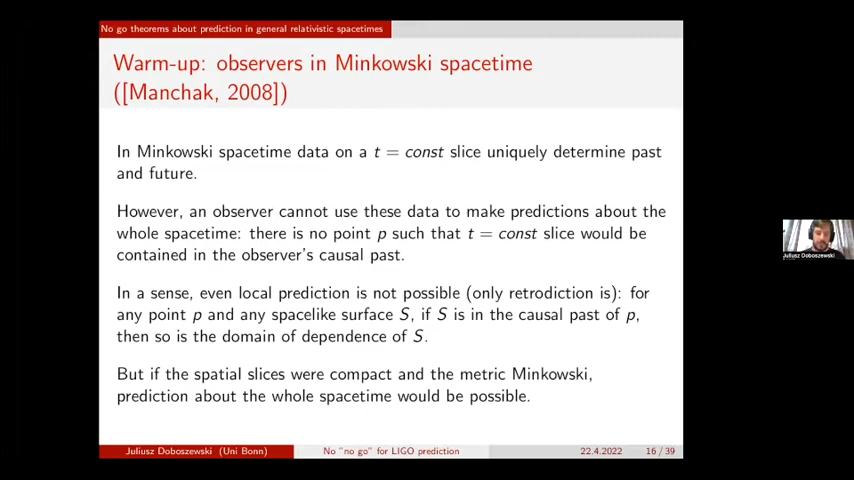 No go theorems about prediction in general relativistic spacetimes
Warm-up: observers in Minkowski spacetime
([Manchak, 2008])
In Minkowski spacetime data on a t = const slice uniquely determine past
and future.
However, an observer cannot use these data to make predictions about the
whole spacetime: there is no point p such that t = const slice would be
contained in the observer's causal past.
In a sense, even local prediction is not possible (only retrodiction is): for
any point p and any spacelike surface S, if S is in the causal past of p,
then so is the domain of dependence of S.
But if the spatial slices were compact and the metric Minkowski,
prediction about the whole spacetime would be possible.
Juliusz Doboszewski (Uni Bonn)
No "no go" for LIGO prediction
22.4.2022
16 / 39
Juliusz Doboszewski